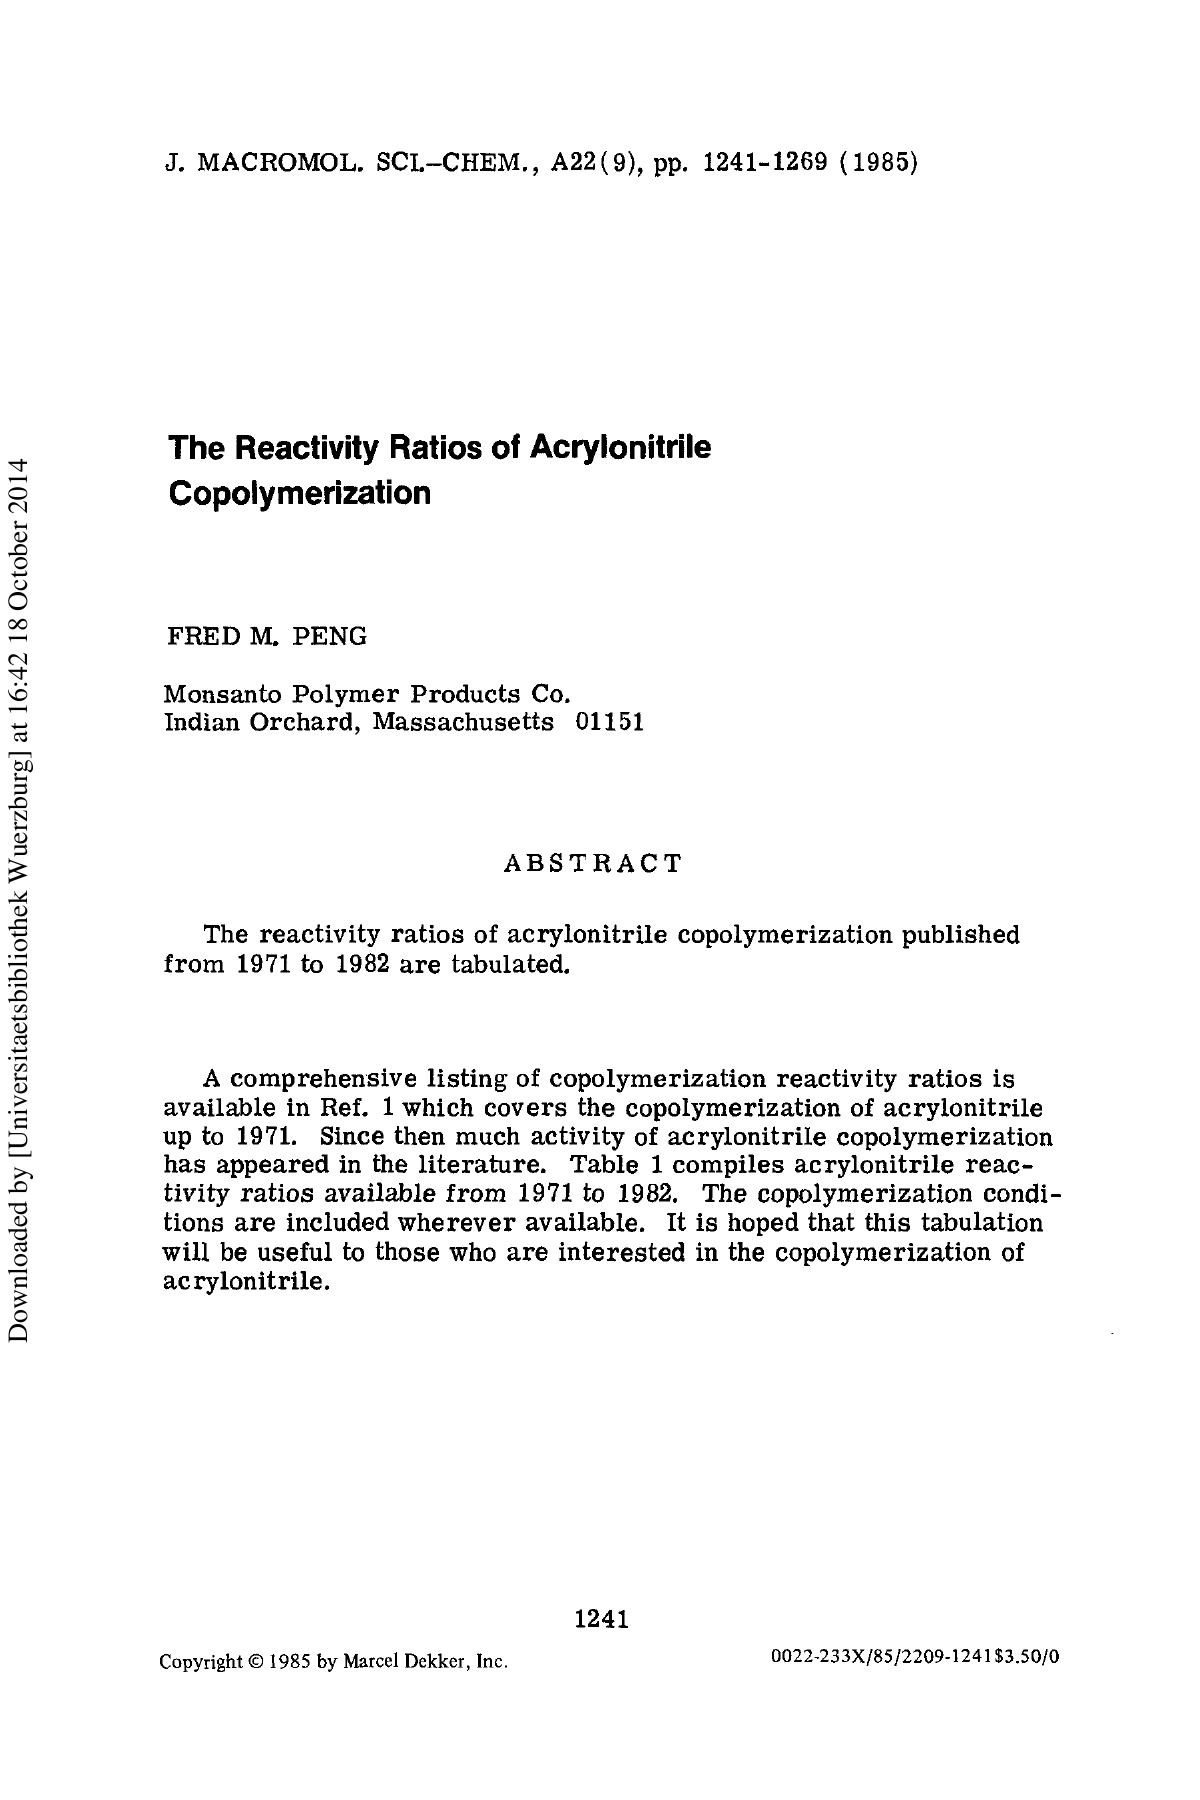 J. MACROMOL. SCI.-CHEM., A22(9), pp. 1241-1269 (1985)
The Reactivity Ratios of Acrylonitrile
Copolymerization
FRED M. PENG
Monsanto Polymer Products Co.
Indian Orchard, Massachusetts 01151
ABSTRACT
The reactivity ratios of acrylonitrile copolymerization published
from 1971 to 1982 are tabulated.
A comprehensive listing of copolymerization reactivity ratios is
available in Ref. 1 which covers the copolymerization of acrylonitrile
up to 1971. Since then much activity of acrylonitrile copolymerization
has appeared in the literature. Table 1 compiles acrylonitrile reac-
tivity ratios available from 1971 to 1982. The copolymerization condi-
tions are included wherever available. It is hoped that this tabulation
will be useful to those who are interested in the copolymerization of
acrylonitrile.
1241
Copyright © 1985 by Marcel Dekker, Inc.
0022-233X/85/2209-1241$3.50/0
Downloaded by [Universitaetsbibliothek Wuerzburg] at 16:42 18 October 2014